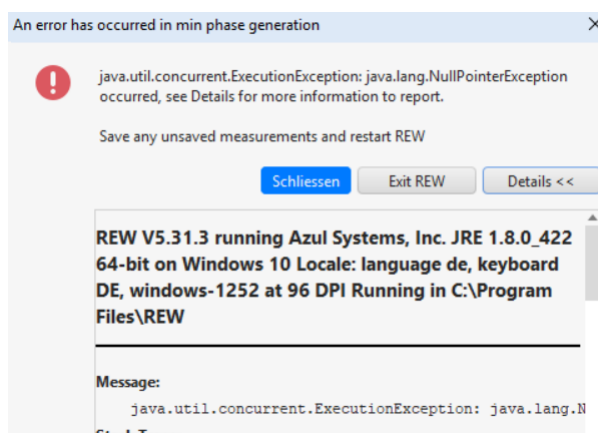 An error has occurred in min phase generation
java.util.concurrent.ExecutionException: java.lang.NullPointerException
occurred, see Details for more information to report.
Save any unsaved measurements and restart REW
Schliessen Exit REW Details <<
REW V5.31.3 running Azul Systems, Inc. JRE 1.8.0_422
64-bit on Windows 10 Locale: language de, keyboard
DE, windows-1252 at 96 DPI Running in C:\Program
Files\REW
Message:
java.util.concurrent.ExecutionException: java.lang.N